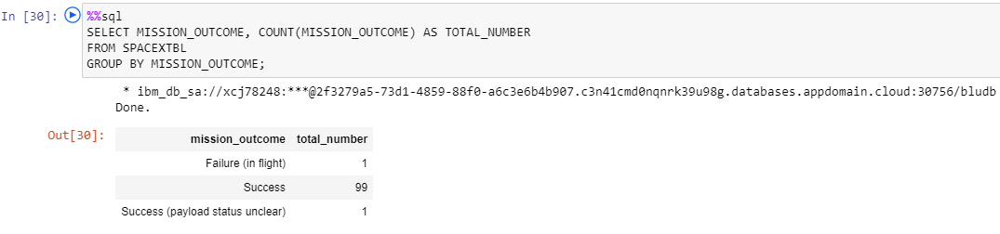 In [30]: %%sql
SELECT MISSION_OUTCOME, COUNT(MISSION_OUTCOME) AS TOTAL_NUMBER
FROM SPACEXTBL
GROUP BY MISSION_OUTCOME;
* ibm_db_sa://xcj78248:***@2f3279a5-73d1-4859-88f0-a6c3e6b4b907.c3n41cmd0nqnrk39u98g.databases.appdomain.cloud:30756/bludb
Done.
Out[30]: mission_outcome total_number
Failure (in flight) 1
Success 99
Success (payload status unclear) 1